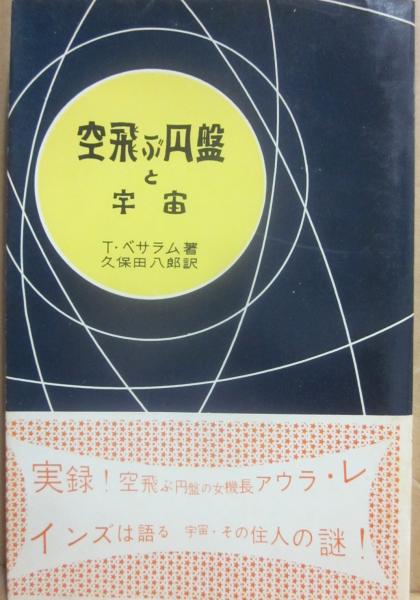 空飛ぶ円盤
と
宇宙
T・ベサラム著
久保田八郎訳
実録!空飛ぶ円盤の女機長アウラ・レ
インズは語る 宇宙・その住人の謎!